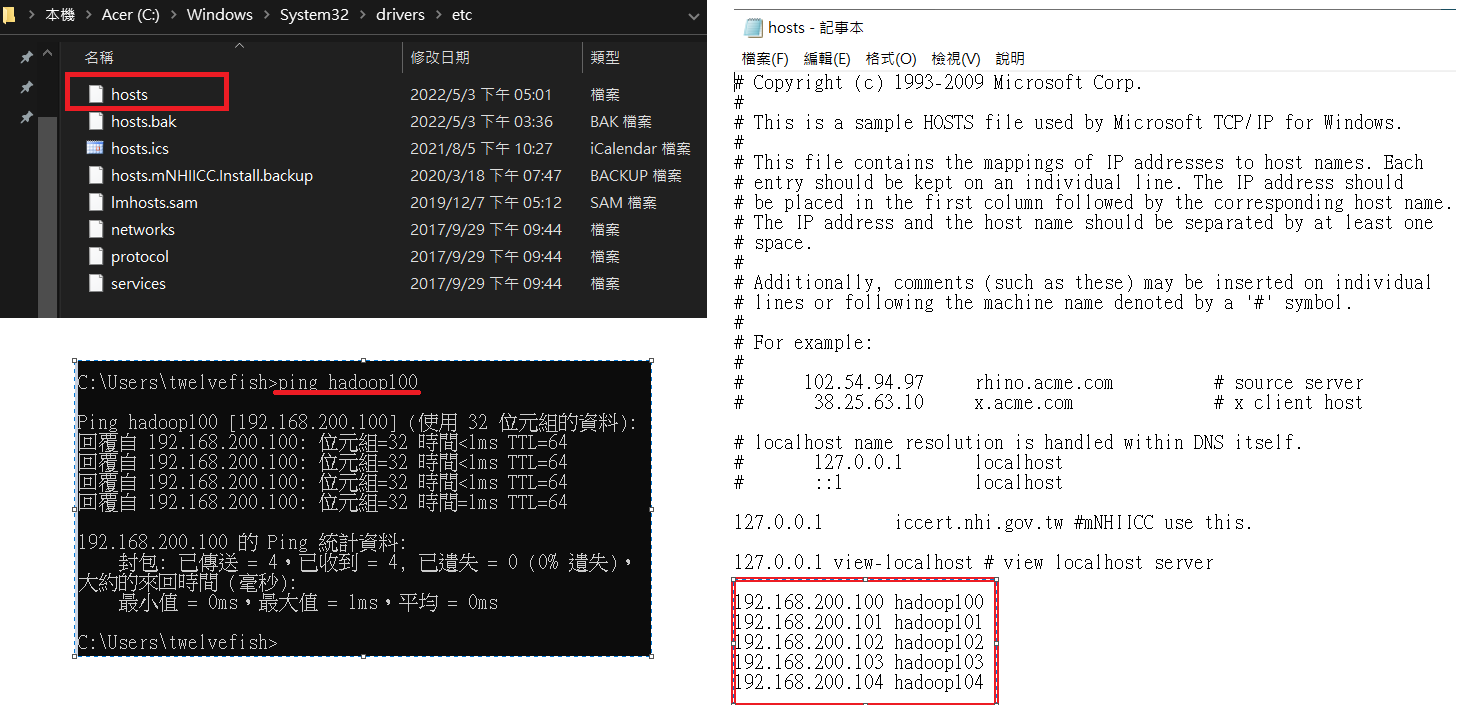 本機 > Acer (C:) > Windows > System32 > drivers > etc
名稱 修改日期 類型
hosts 2022/5/3 下午 05:01 檔案
hosts.bak 2022/5/3 下午 03:36 BAK 檔案
hosts.ics 2021/8/5 下午 10:27 iCalendar 檔案
hosts.mNHIICC.Install.backup 2020/3/18 下午 07:47 BACKUP 檔案
lmhosts.sam 2019/12/7 下午 05:12 SAM 檔案
networks 2017/9/29 下午 09:44 檔案
protocol 2017/9/29 下午 09:44 檔案
services 2017/9/29 下午 09:44 檔案
C:\Users\twelvefish>ping hadoop100
Ping hadoop100 [192.168.200.100] (使用 32 位元組的資料):
回覆自 192.168.200.100: 位元組=32 時間<1ms TTL=64
回覆自 192.168.200.100: 位元組=32 時間<1ms TTL=64
回覆自 192.168.200.100: 位元組=32 時間<1ms TTL=64
回覆自 192.168.200.100: 位元組=32 時間=1ms TTL=64
192.168.200.100 的 Ping 統計資料:
封包: 已傳送 = 4，已收到 = 4, 已遺失 = 0 (0% 遺失)，
大約的來回時間 (毫秒):
最小值 = 0ms，最大值 = 1ms，平均 = 0ms
C:\Users\twelvefish>
hosts - 記事本
檔案(F) 編輯(E) 格式(O) 檢視(V) 說明
# Copyright (c) 1993-2009 Microsoft Corp.
#
# This is a sample HOSTS file used by Microsoft TCP/IP for Windows.
#
# This file contains the mappings of IP addresses to host names. Each
# entry should be kept on an individual line. The IP address should
# be placed in the first column followed by the corresponding host name.
# The IP address and the host name should be separated by at least one
# space.
#
# Additionally, comments (such as these) may be inserted on individual
# lines or following the machine name denoted by a '#' symbol.
#
# For example:
#
# 102.54.94.97 rhino.acme.com # source server
# 38.25.63.10 x.acme.com # x client host
# localhost name resolution is handled within DNS itself.
# 127.0.0.1 localhost
# ::1 localhost
127.0.0.1 iccert.nhi.gov.tw #mNHIICC use this.
127.0.0.1 view-localhost # view localhost server
192.168.200.100 hadoop100
192.168.200.101 hadoop101
192.168.200.102 hadoop102
192.168.200.103 hadoop103
192.168.200.104 hadoop104